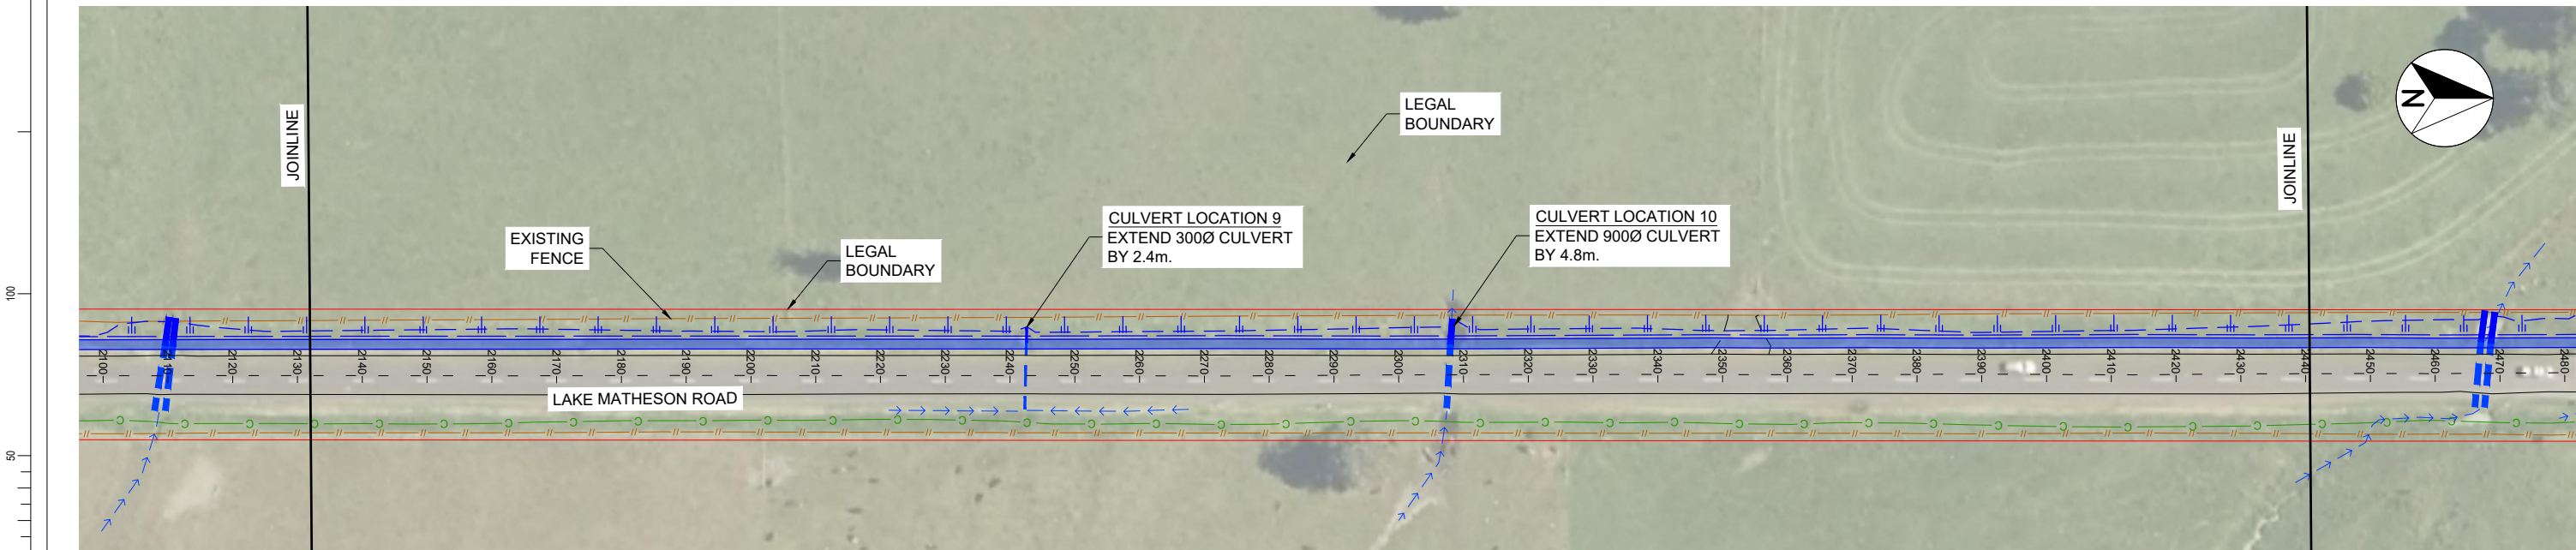 JOINLINE
LEGAL
BOUNDARY
N
JOINLINE
EXISTING
FENCE
LEGAL
BOUNDARY
CULVERT LOCATION 9
EXTEND 300Ø CULVERT
BY 2.4m.
CULVERT LOCATION 10
EXTEND 900Ø CULVERT
BY 4.8m.
100
2100 2110 2120 2130 2140 2150 2160 2170 2180 2190 2200 2210 2220 2230 2240 2250 2260 2270 2280 2290 2300 2310 2320 2330 2340 2350 2360 2370 2380 2390 2400 2410 2420 2430 2440 2450 2460 2470 2480
LAKE MATHESON ROAD
C C C C C C C C C C C C C C C C C C C C C C C
50